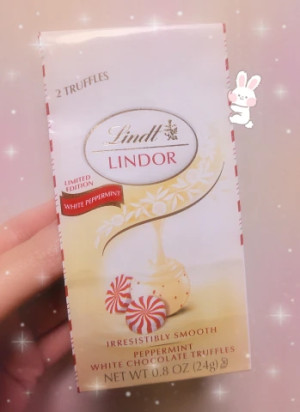 2 TRUFFLES
Lindt
LINDOR
LIMITED
EDITION
WHITE PEPPERMINT
IRRESISTIBLY SMOOTH
PEPPERMINT
WHITE CHOCOLATE TRUFFLES
NET WT 0.8 OZ (24g)